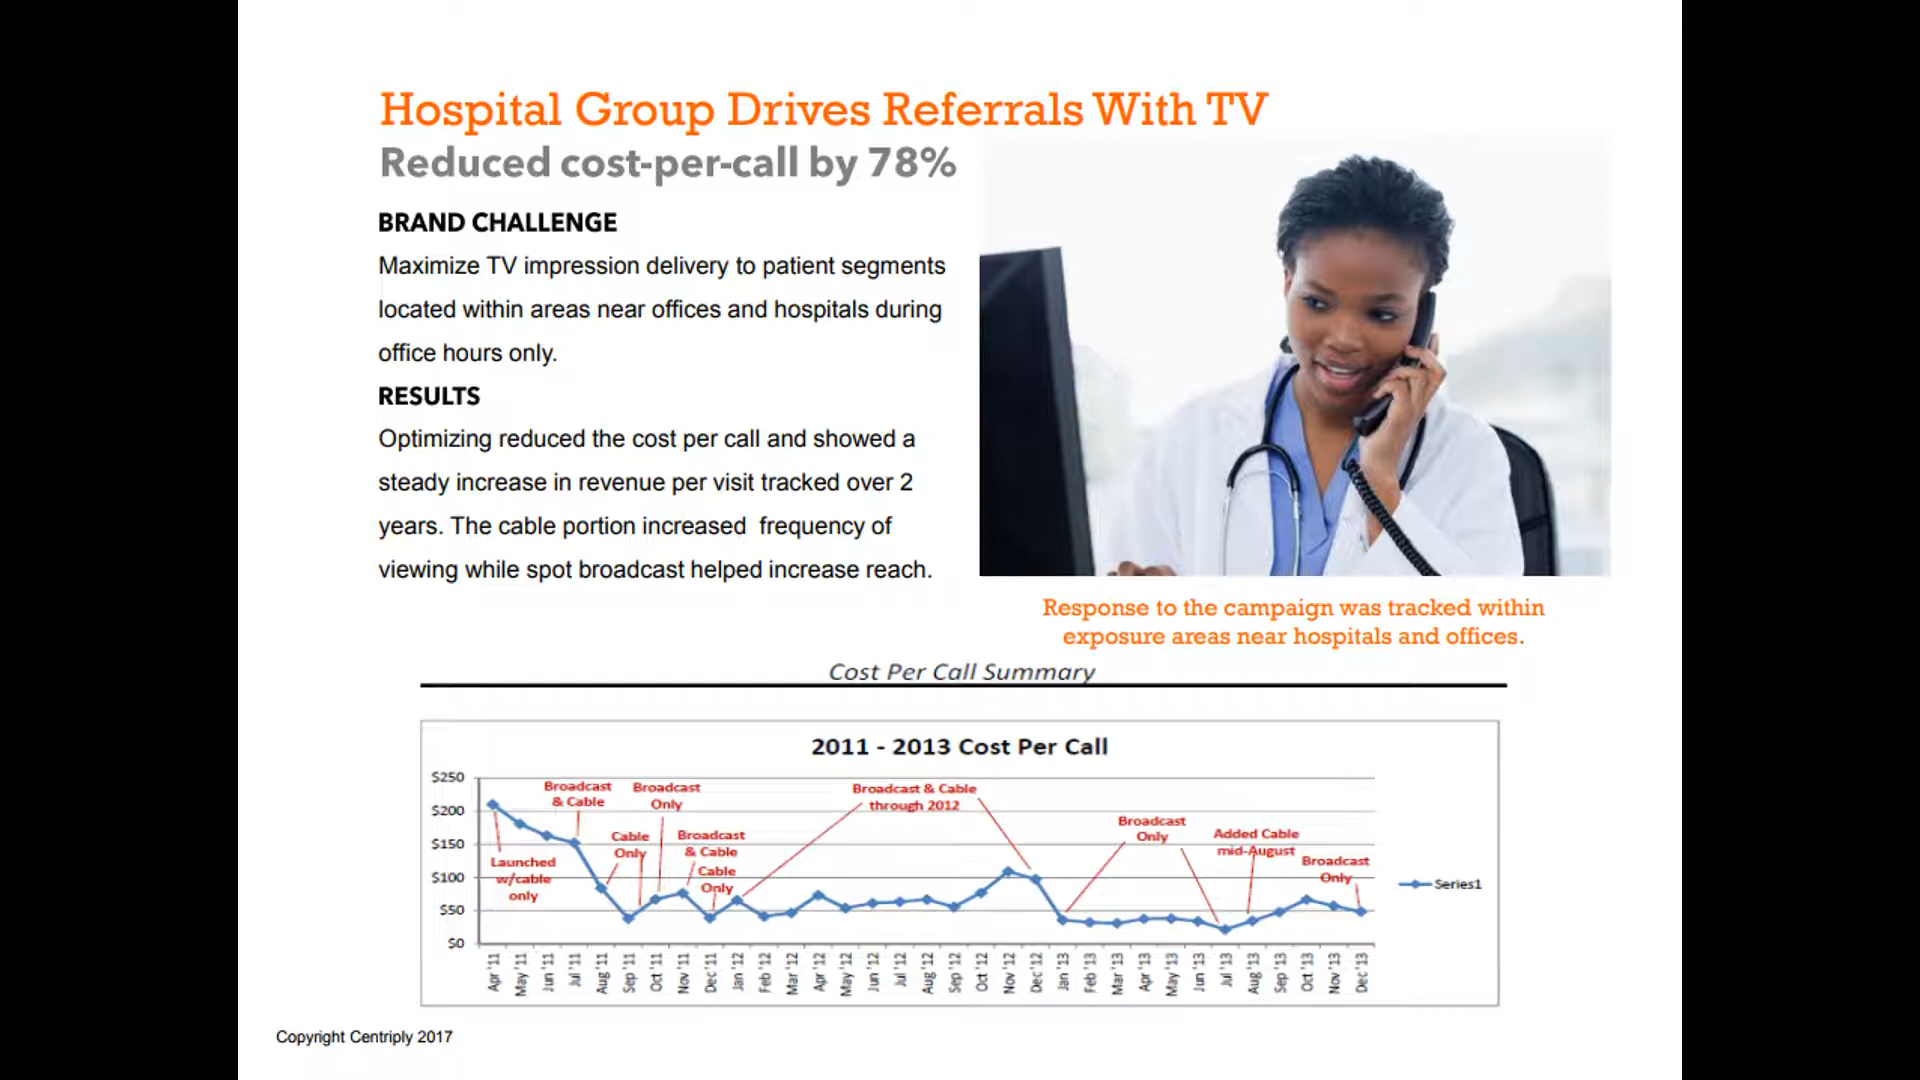 Hospital Group Drives Referrals With TV
Reduced cost-per-call by 78%
BRAND CHALLENGE
Maximize TV impression delivery to patient segments
located within areas near offices and hospitals during
office hours only.
RESULTS
Optimizing reduced the cost per call and showed a
steady increase in revenue per visit tracked over 2
years. The cable portion increased frequency of
viewing while spot broadcast helped increase reach.
Response to the campaign was tracked within
exposure areas near hospitals and offices.
Cost Per Call Summary
2011 - 2013 Cost Per Call
$250
$200
$150
$100
$50
$0
Launched
w/cable
only
Broadcast
& Cable
Cable
Only
Broadcast
Only
Broadcast
& Cable
Cable
Only
Broadcast & Cable
through 2012
Broadcast
Only
Added Cable
mid-August
Broadcast
Only
Series1
Apr '11
May '11
Jun '11
Jul '11
Aug '11
Sep '11
Oct '11
Nov '11
Dec '11
Jan '12
Feb '12
Mar '12
Apr '12
May '12
Jun '12
Jul '12
Aug '12
Sep '12
Oct '12
Nov '12
Dec '12
Jan '13
Feb '13
Mar '13
Apr '13
May '13
Jun '13
Jul '13
Aug '13
Sep '13
Oct '13
Nov '13
Dec '13
Copyright Centriply 2017